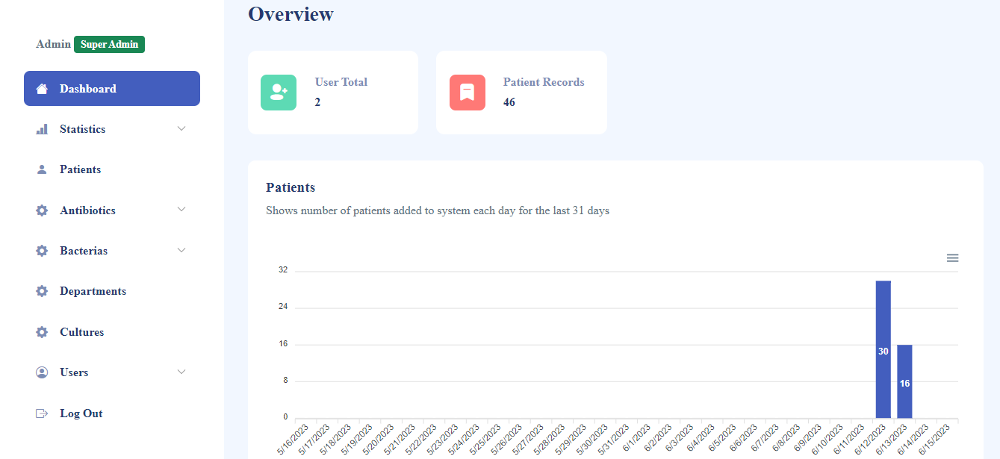 Overview
Admin Super Admin
Dashboard
Statistics
Patients
Antibiotics
Bacterias
Departments
Cultures
Users
Log Out
User Total
2
Patient Records
46
Patients
Shows number of patients added to system each day for the last 31 days
32
24
16
8
0
30
16
5/16/2023
5/17/2023
5/18/2023
5/19/2023
5/20/2023
5/21/2023
5/22/2023
5/23/2023
5/24/2023
5/25/2023
5/26/2023
5/27/2023
5/28/2023
5/29/2023
5/30/2023
5/31/2023
6/1/2023
6/2/2023
6/3/2023
6/4/2023
6/5/2023
6/6/2023
6/7/2023
6/8/2023
6/9/2023
6/10/2023
6/11/2023
6/12/2023
6/13/2023
6/14/2023
6/15/2023